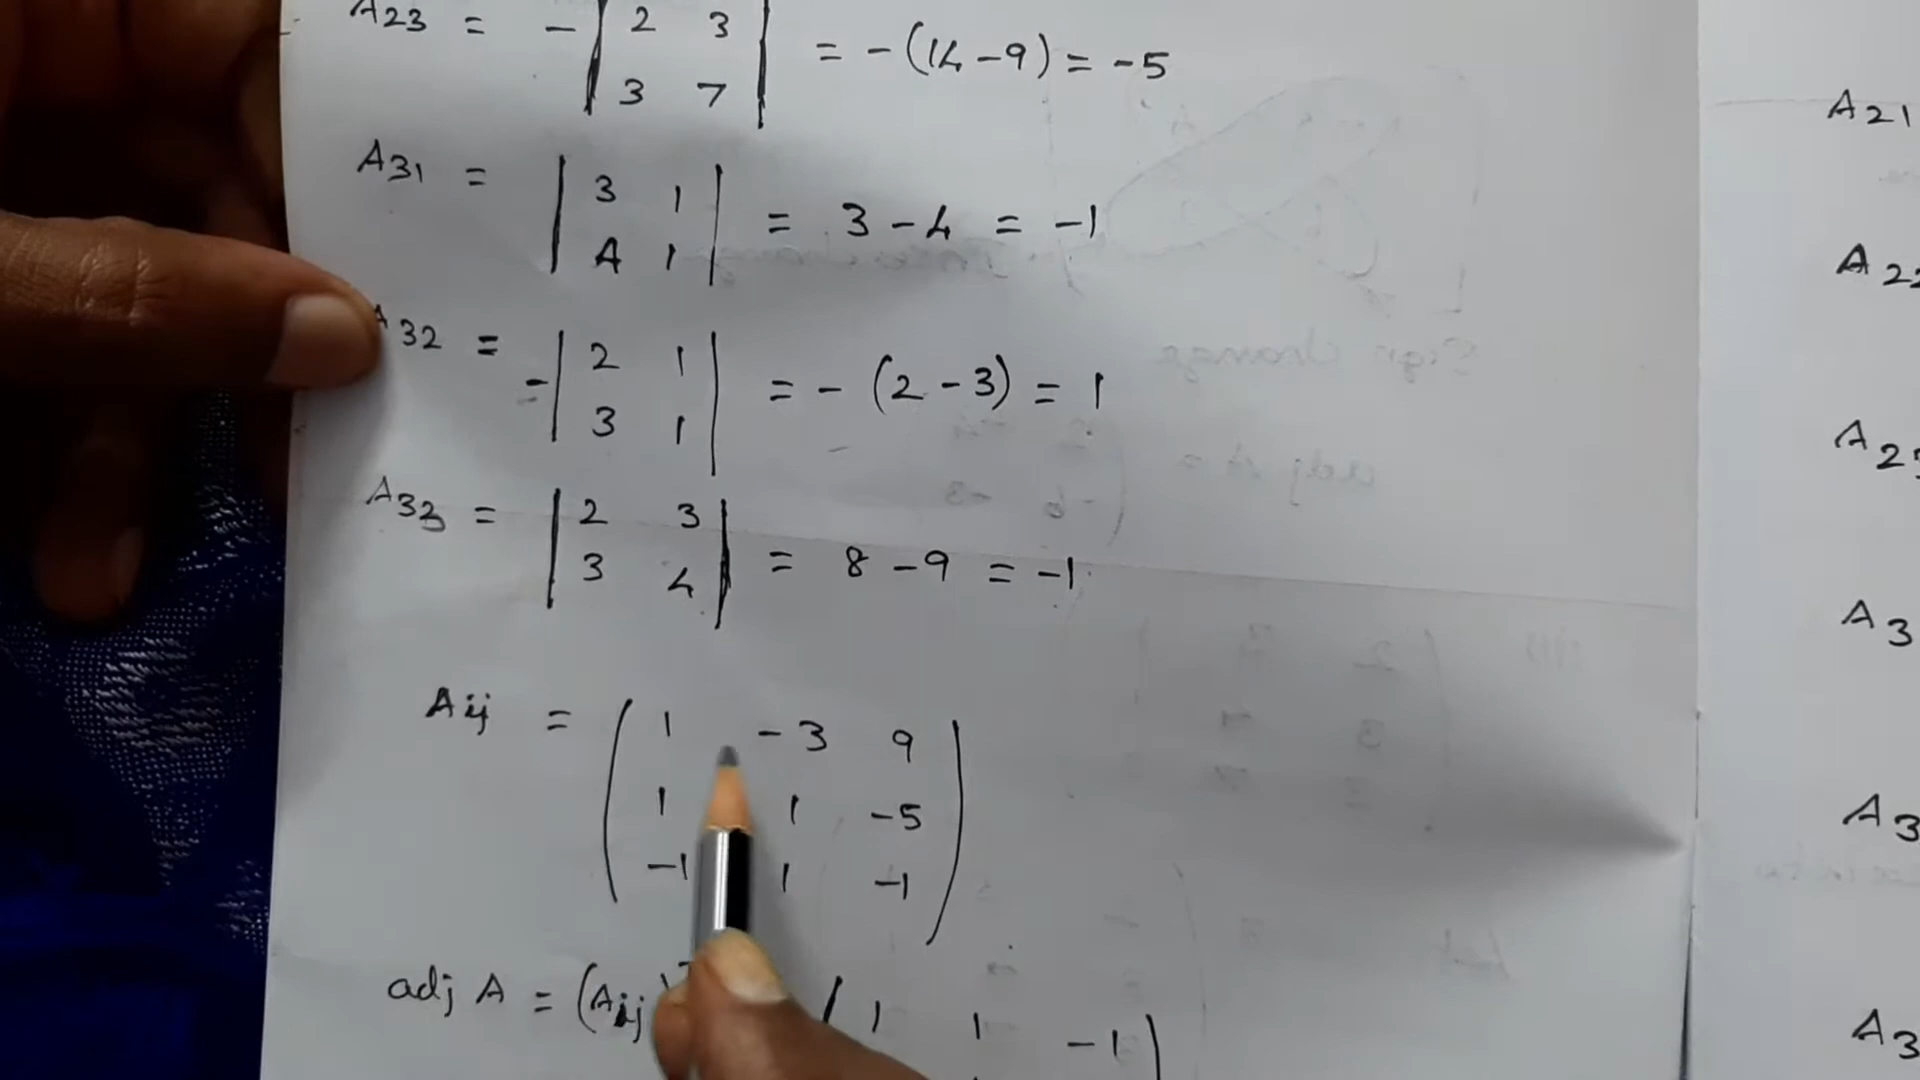 A23 = - | 2 3 | = -(14-9) = -5
3 7
A31 = | 3 1 | = 3-4 = -1
4 1
A32 = -| 2 1 | = -(2-3) = 1
3 1
A33 = | 2 3 | = 8-9 = -1
3 4
Aij = ( 1 -3 9 )
1 1 -5
-1 1 -1
adj A = (Aij) ( 1 1 -1 )
A21
A22
A3
A3
A3